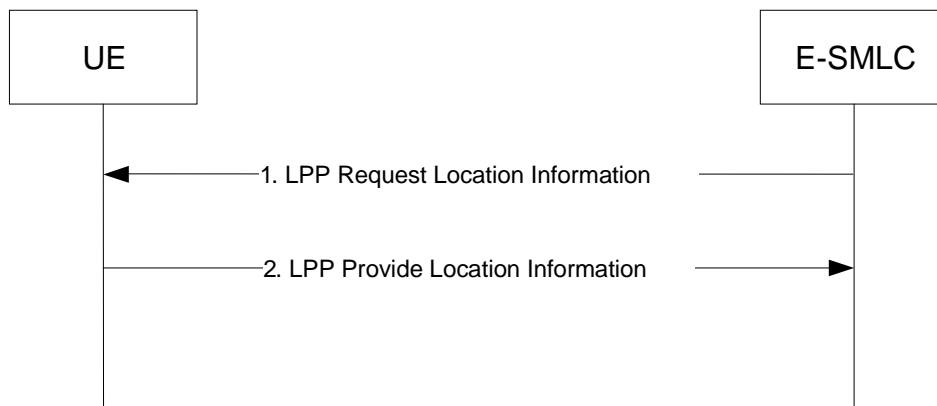 UE
E-SMLC
1. LPP Request Location Information
2. LPP Provide Location Information